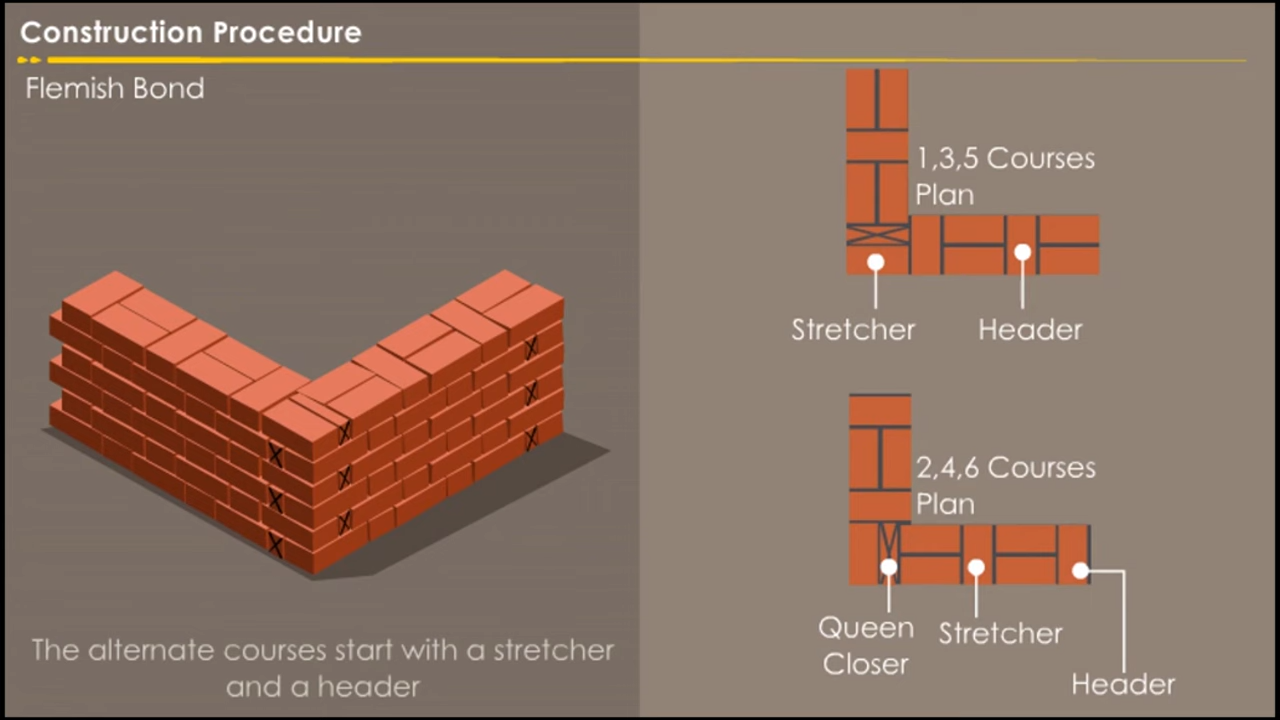 Construction Procedure
Flemish Bond
1,3,5 Courses
Plan
Stretcher
Header
2,4,6 Courses
Plan
Queen
Closer
Stretcher
Header
The alternate courses start with a stretcher
and a header